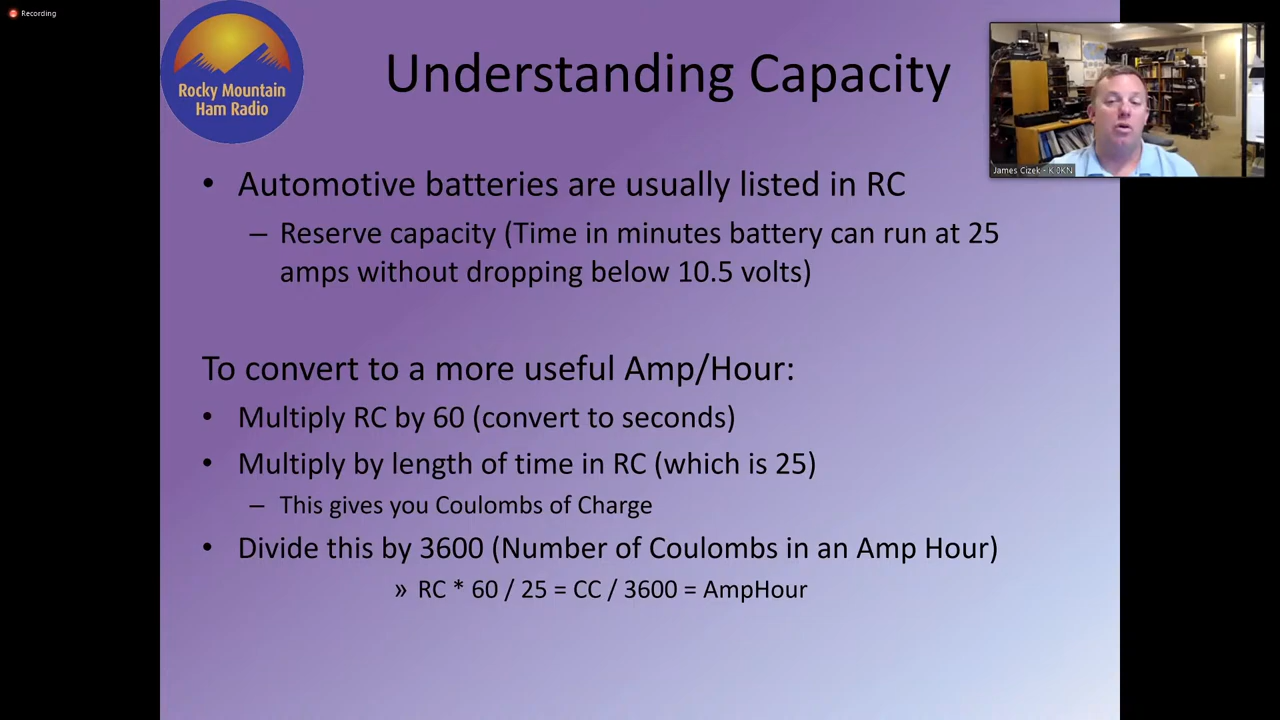 Recording
Rocky Mountain
Ham Radio
Understanding Capacity
James Cizek - KI0KN
• Automotive batteries are usually listed in RC
– Reserve capacity (Time in minutes battery can run at 25
amps without dropping below 10.5 volts)
To convert to a more useful Amp/Hour:
• Multiply RC by 60 (convert to seconds)
• Multiply by length of time in RC (which is 25)
– This gives you Coulombs of Charge
• Divide this by 3600 (Number of Coulombs in an Amp Hour)
» RC * 60 / 25 = CC / 3600 = AmpHour